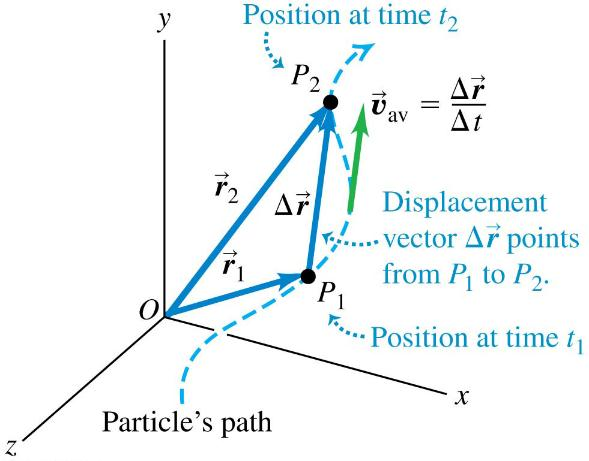 y
Position at time t₂
P₂
v⃗ₐᵥ = Δr⃗/Δt
r⃗₂
Δr⃗
Displacement
vector Δr⃗ points
from P₁ to P₂.
r⃗₁
O
P₁
Position at time t₁
x
Particle's path
z